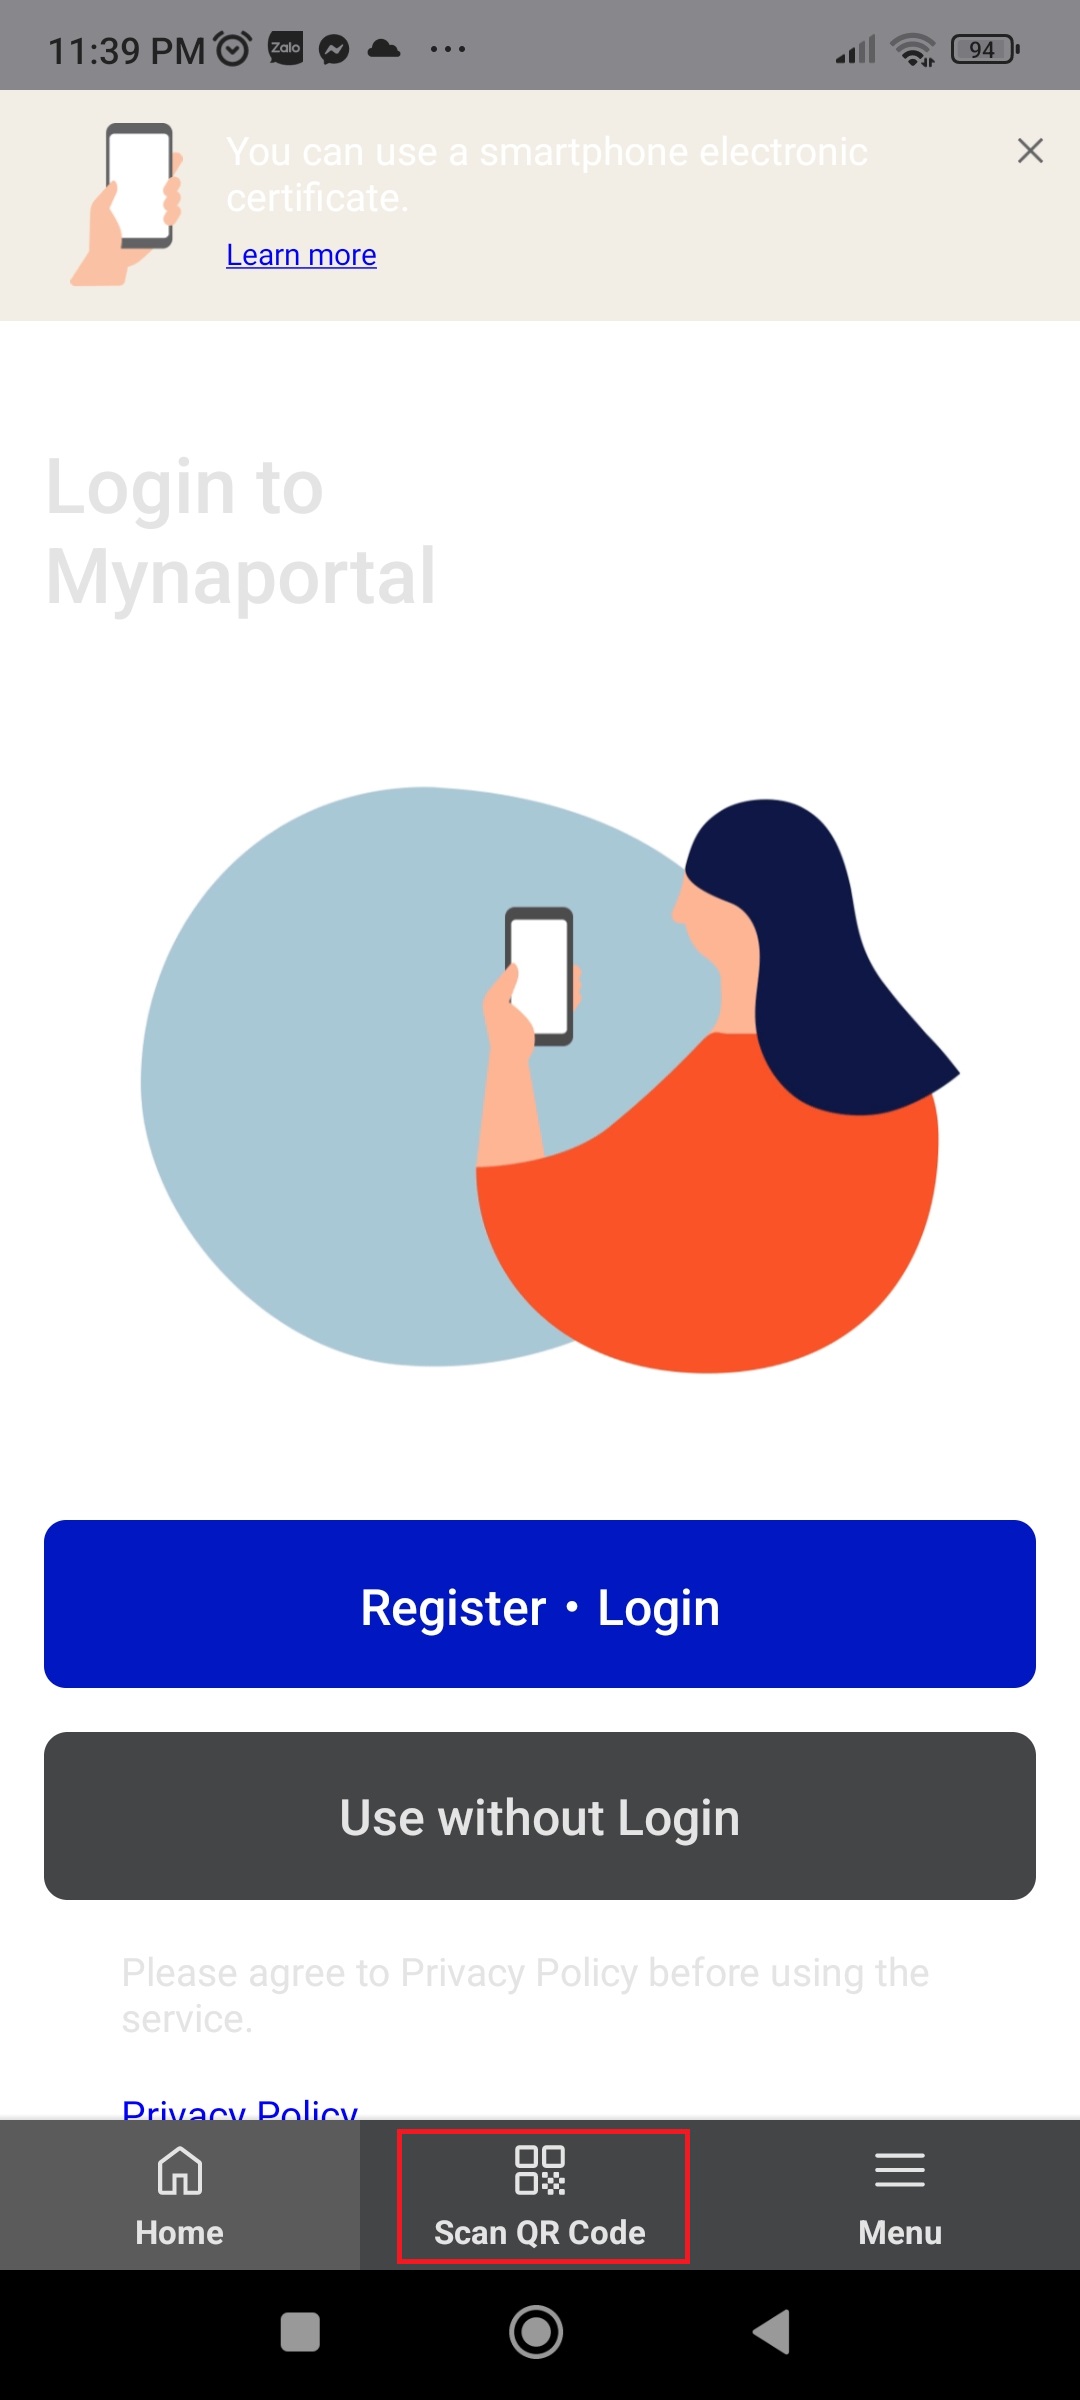 11:39 PM Zalo 94
You can use a smartphone electronic
certificate.
Learn more
Login to
Mynaportal
Register・Login
Use without Login
Please agree to Privacy Policy before using the
service.
Privacy Policy
Home
Scan QR Code
Menu